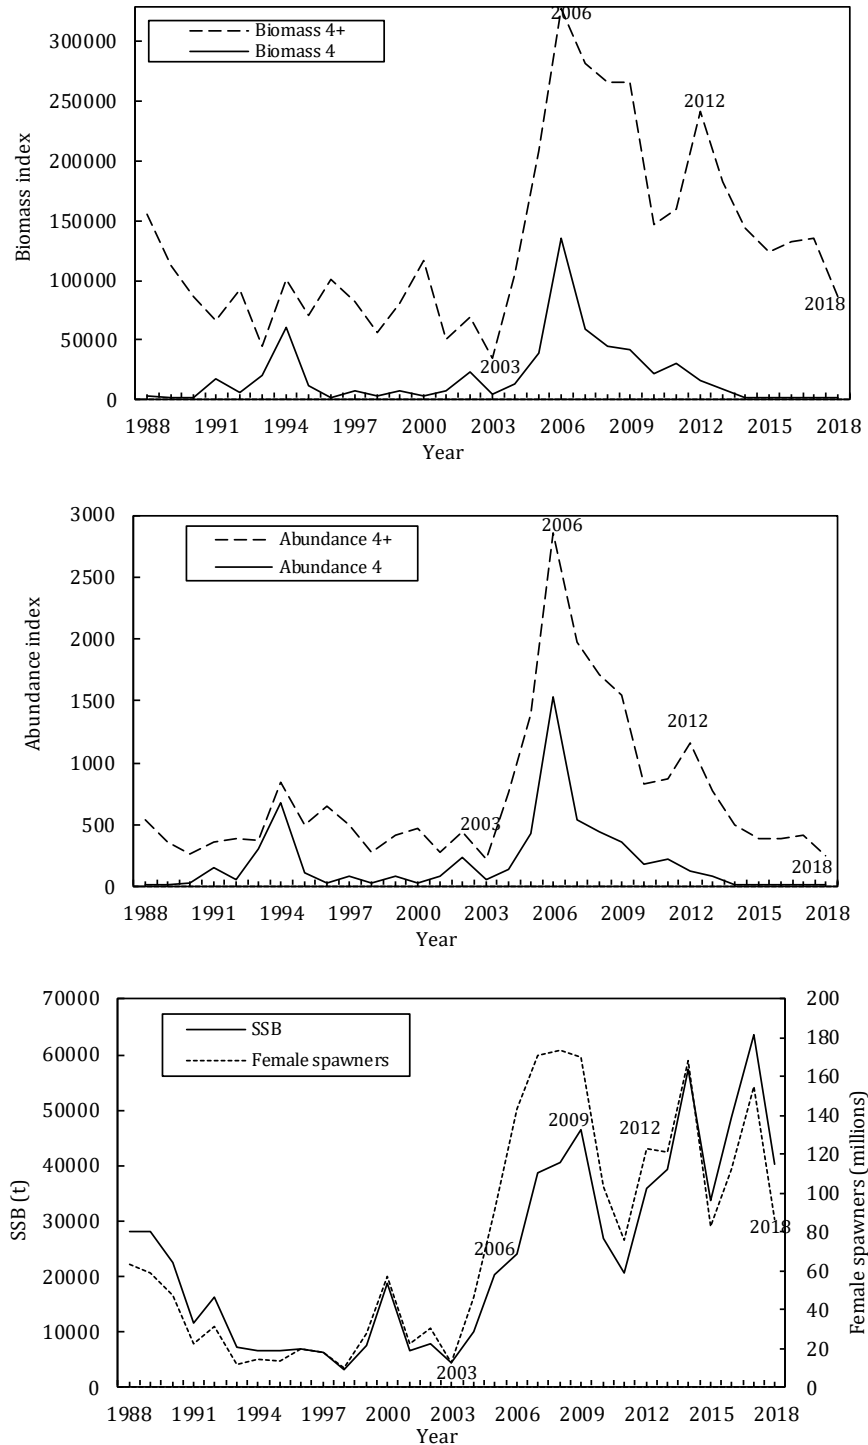 2006
300000
Biomass 4+
Biomass 4
250000
2012
200000
Biomass index
150000
100000
2018
50000
2003
0
1988 1991 1994 1997 2000 2003 2006 2009 2012 2015 2018
Year
3000
2006
Abundance 4+
Abundance 4
2500
2000
Abundance index
1500
2012
1000
500
2003
2018
0
1988 1991 1994 1997 2000 2003 2006 2009 2012 2015 2018
Year
70000 200
SSB
180
60000
Female spawners
160
50000
140
2009
2012
120
40000
SSB (t)
100
Female spawners (millions)
30000
80
2018
2006
60
20000
40
10000
20
2003
0 0
1988 1991 1994 1997 2000 2003 2006 2009 2012 2015 2018
Year